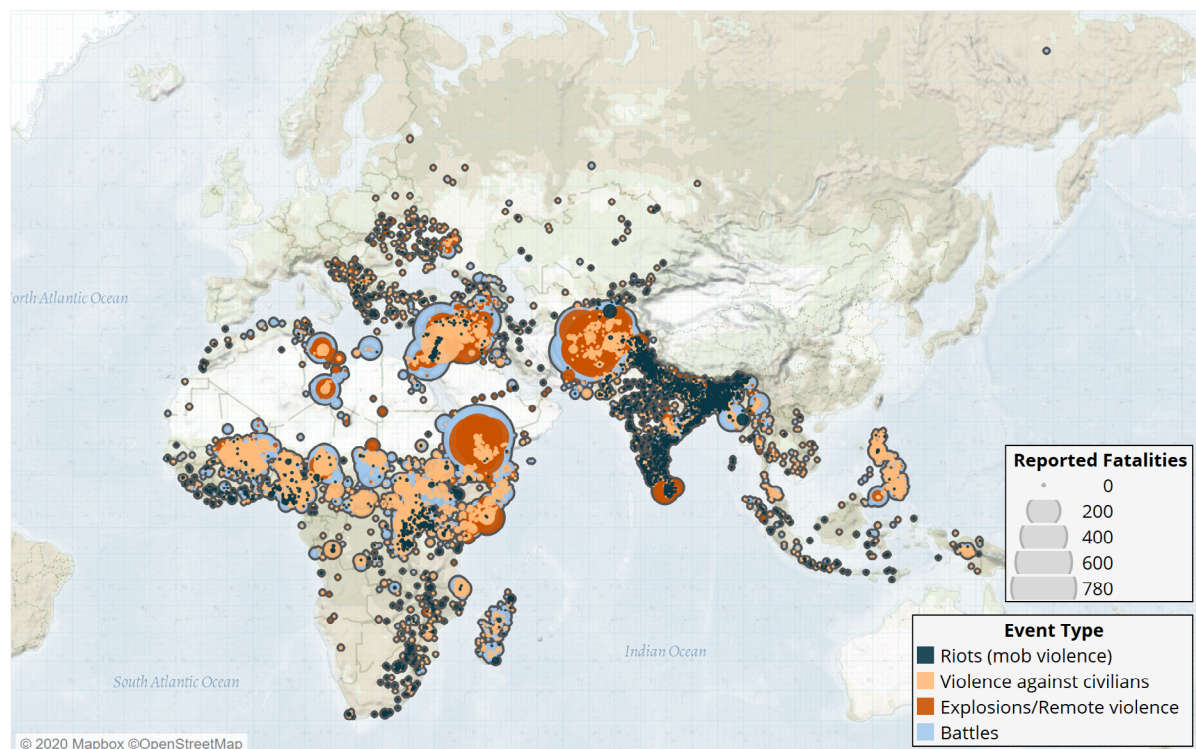 orth Atlantic Ocean
Indian Ocean
South Atlantic Ocean
Reported Fatalities
0
200
400
600
780
Event Type
Riots (mob violence)
Violence against civilians
Explosions/Remote violence
Battles
© 2020 Mapbox ©OpenStreetMap